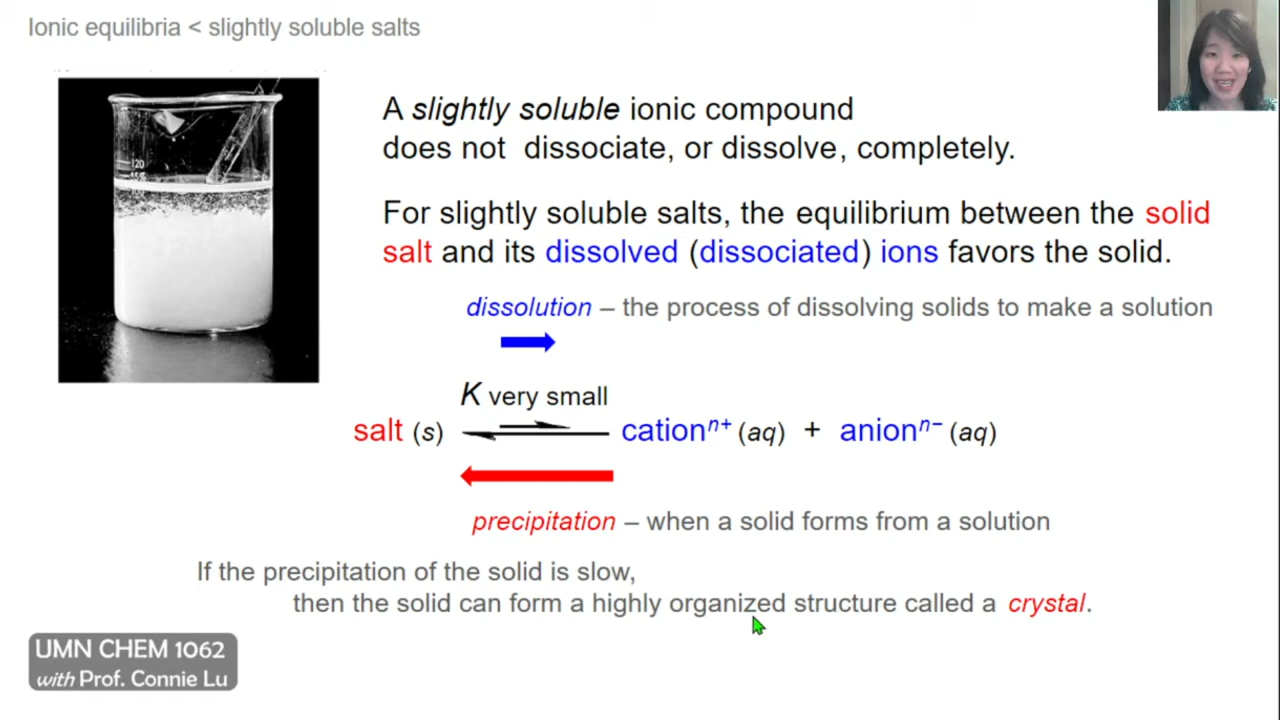 Ionic equilibria < slightly soluble salts
A slightly soluble ionic compound
does not dissociate, or dissolve, completely.
For slightly soluble salts, the equilibrium between the solid
salt and its dissolved (dissociated) ions favors the solid.
dissolution – the process of dissolving solids to make a solution
K very small
salt (s) ⇌ cationⁿ⁺ (aq) + anionⁿ⁻ (aq)
precipitation – when a solid forms from a solution
If the precipitation of the solid is slow,
then the solid can form a highly organized structure called a crystal.
120
UMN CHEM 1062
with Prof. Connie Lu